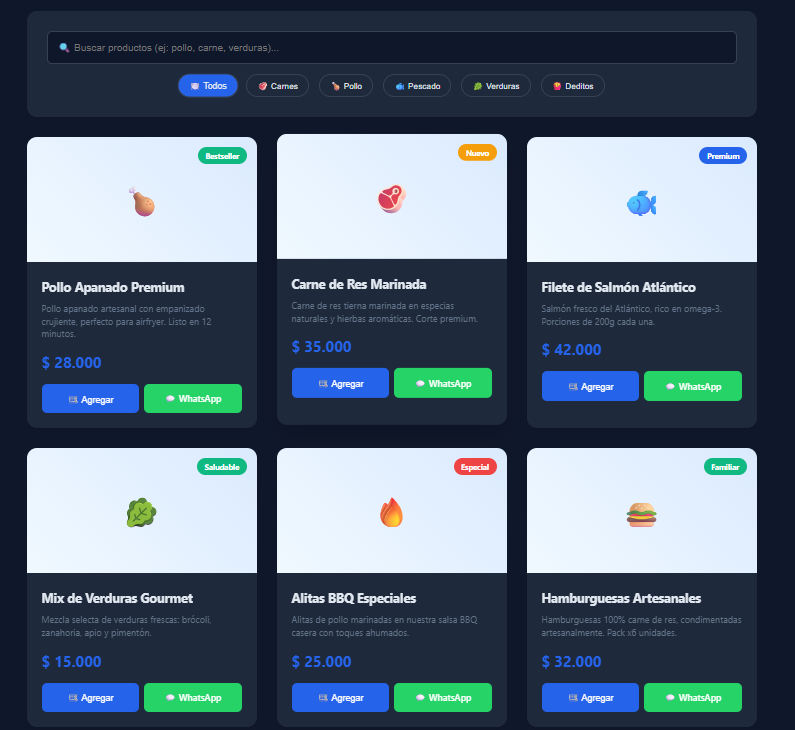 Buscar productos (ej: pollo, carne, verduras)...
Todos
Carnes
Pollo
Pescado
Verduras
Deditos
Bestseller
Pollo Apanado Premium
Pollo apanado artesanal con empanizado
crujiente, perfecto para airfryer. Listo en 12
minutos.
$ 28.000
Agregar
WhatsApp
Nuevo
Carne de Res Marinada
Carne de res tierna marinada en especias
naturales y hierbas aromáticas. Corte premium.
$ 35.000
Agregar
WhatsApp
Premium
Filete de Salmón Atlántico
Salmón fresco del Atlántico, rico en omega-3.
Porciones de 200g cada una.
$ 42.000
Agregar
WhatsApp
Saludable
Mix de Verduras Gourmet
Mezcla selecta de verduras frescas: brócoli,
zanahoria, apio y pimentón.
$ 15.000
Agregar
WhatsApp
Especial
Alitas BBQ Especiales
Alitas de pollo marinadas en nuestra salsa BBQ
casera con toques ahumados.
$ 25.000
Agregar
WhatsApp
Familiar
Hamburguesas Artesanales
Hamburguesas 100% carne de res, condimentadas
artesanalmente. Pack x6 unidades.
$ 32.000
Agregar
WhatsApp